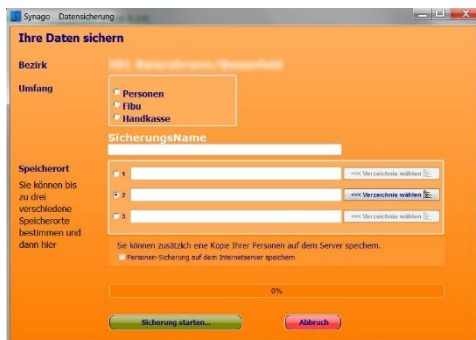 Synago Datensicherung
Ihre Daten sichern
Bezirk
Umfang
Personen
Fibu
Handkasse
SicherungsName
Speicherort
Sie können bis
zu drei
verschiedene
Speicherorte
bestimmen und
dann hier
1
<<< Verzeichnis wählen
2
<<< Verzeichnis wählen
3
<<< Verzeichnis wählen
Sie können zusätzlich eine Kopie Ihrer Personen auf dem Server speichern.
Personen-Sicherung auf dem Internetserver speichern
0%
Sicherung starten...
Abbruch